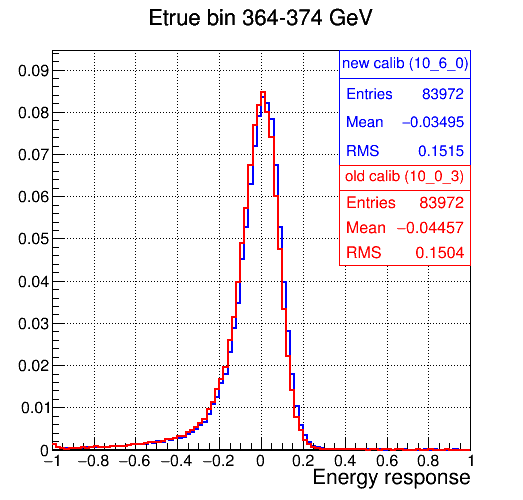 Etrue bin 364-374 GeV
new calib (10_6_0)
Entries 83972
Mean −0.03495
RMS 0.1515
old calib (10_0_3)
Entries 83972
Mean −0.04457
RMS 0.1504
0.09
0.08
0.07
0.06
0.05
0.04
0.03
0.02
0.01
0
−1 −0.8 −0.6 −0.4 −0.2 0 0.2 0.4 0.6 0.8 1
Energy response